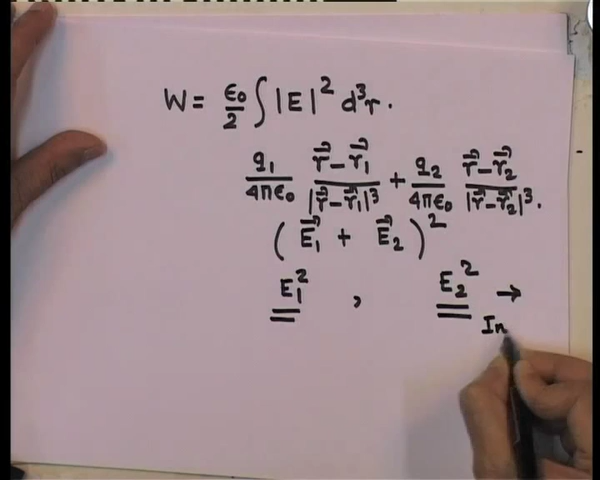 W = ε₀/2 ∫ |E|² d³r.
q₁/4πε₀ (r⃗ − r⃗₁)/|r⃗ − r⃗₁|³ + q₂/4πε₀ (r⃗ − r⃗₂)/|r⃗ − r⃗₂|³.
( E⃗₁ + E⃗₂ )²
E₁² , E₂² →
In